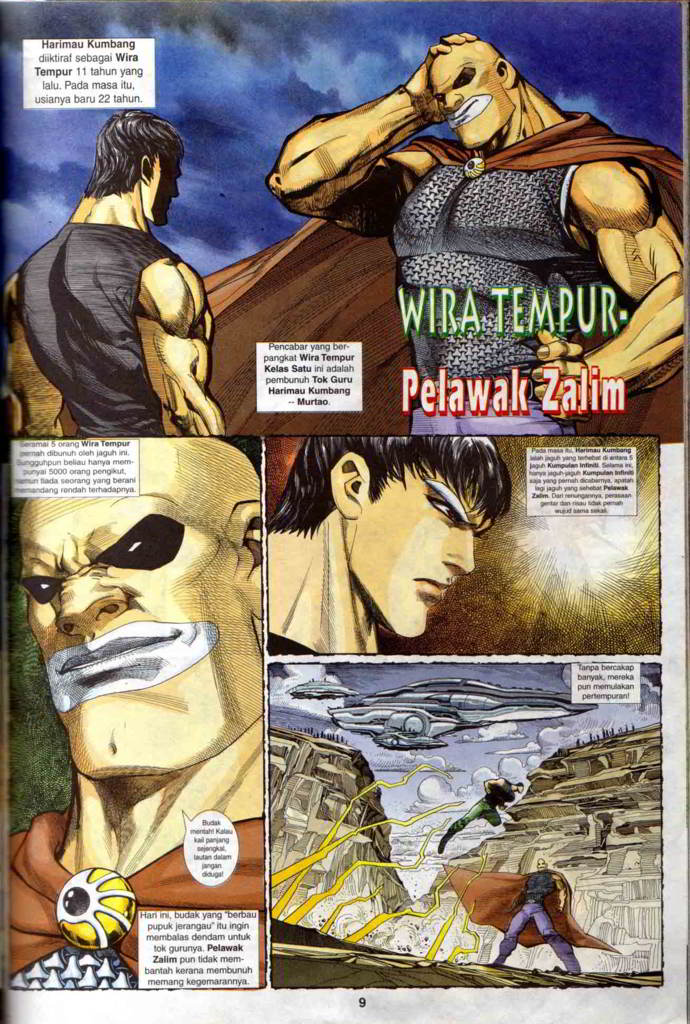 Harimau Kumbang
diiktiraf sebagai Wira
Tempur 11 tahun yang
lalu. Pada masa itu,
usianya baru 22 tahun.
WIRA TEMPUR-
Pelawak Zalim
Pencabar yang ber-
pangkat Wira Tempur
Kelas Satu ini adalah
pembunuh Tok Guru
Harimau Kumbang
-- Murtao.
Seramai 5 orang Wira Tempur
pernah dibunuh oleh jaguh ini.
Sungguhpun beliau hanya mem-
punyai 5000 orang pengikut,
namun tiada seorang yang berani
memandang rendah terhadapnya.
Pada masa itu, Harimau Kumbang
ialah jaguh yang terhebat di antara 5
jaguh Kumpulan Infiniti. Selama ini,
hanya jaguh-jaguh Kumpulan Infiniti
saja yang pernah dicabarnya, apatah
lagi jaguh yang sehebat Pelawak
Zalim. Dari renungannya, perasaan
gentar dan risau tidak pernah
wujud sama sekali.
Tanpa bercakap
banyak, mereka
pun memulakan
pertempuran!
Budak
mentah! Kalau
kail panjang
sejengkal,
lautan dalam
jangan
diduga!
Hari ini, budak yang "berbau
pupuk jerangau" itu ingin
membalas dendam untuk
tok gurunya. Pelawak
Zalim pun tidak mem-
bantah kerana membunuh
memang kegemarannya.
9